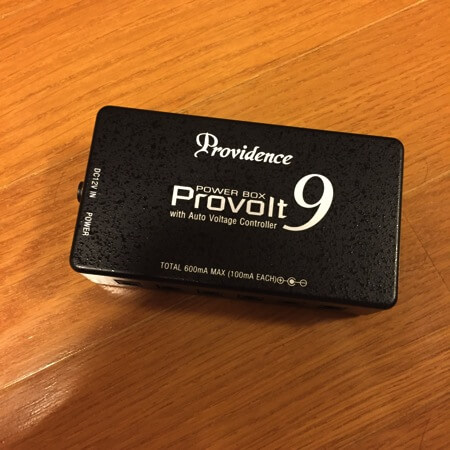 Providence
POWER BOX
Provolt 9
with Auto Voltage Controller
TOTAL 600mA MAX (100mA EACH)
DC12V IN
POWER